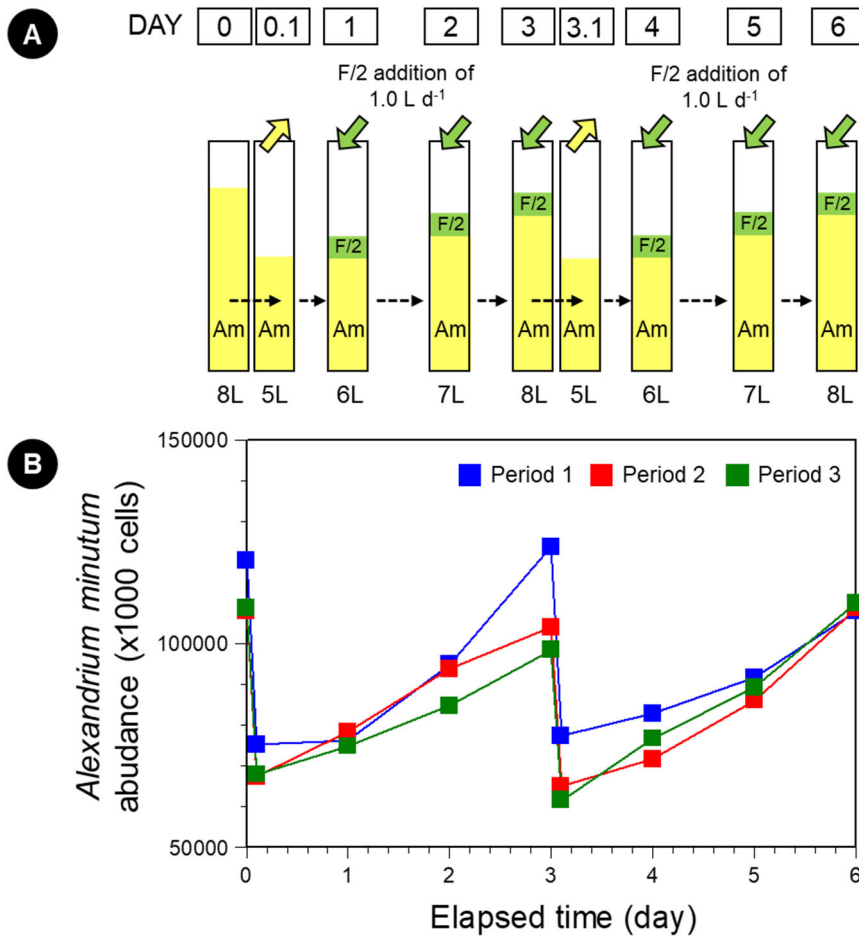 A
DAY 0 0.1 1 2 3 3.1 4 5 6
F/2 addition of 1.0 L d⁻¹
F/2 addition of 1.0 L d⁻¹
F/2 F/2 F/2 F/2 F/2 F/2
Am Am Am Am Am Am Am Am Am
8L 5L 6L 7L 8L 5L 6L 7L 8L
B
Alexandrium minutum
abudance (x1000 cells)
150000
100000
50000
Period 1 Period 2 Period 3
0 1 2 3 4 5 6
Elapsed time (day)